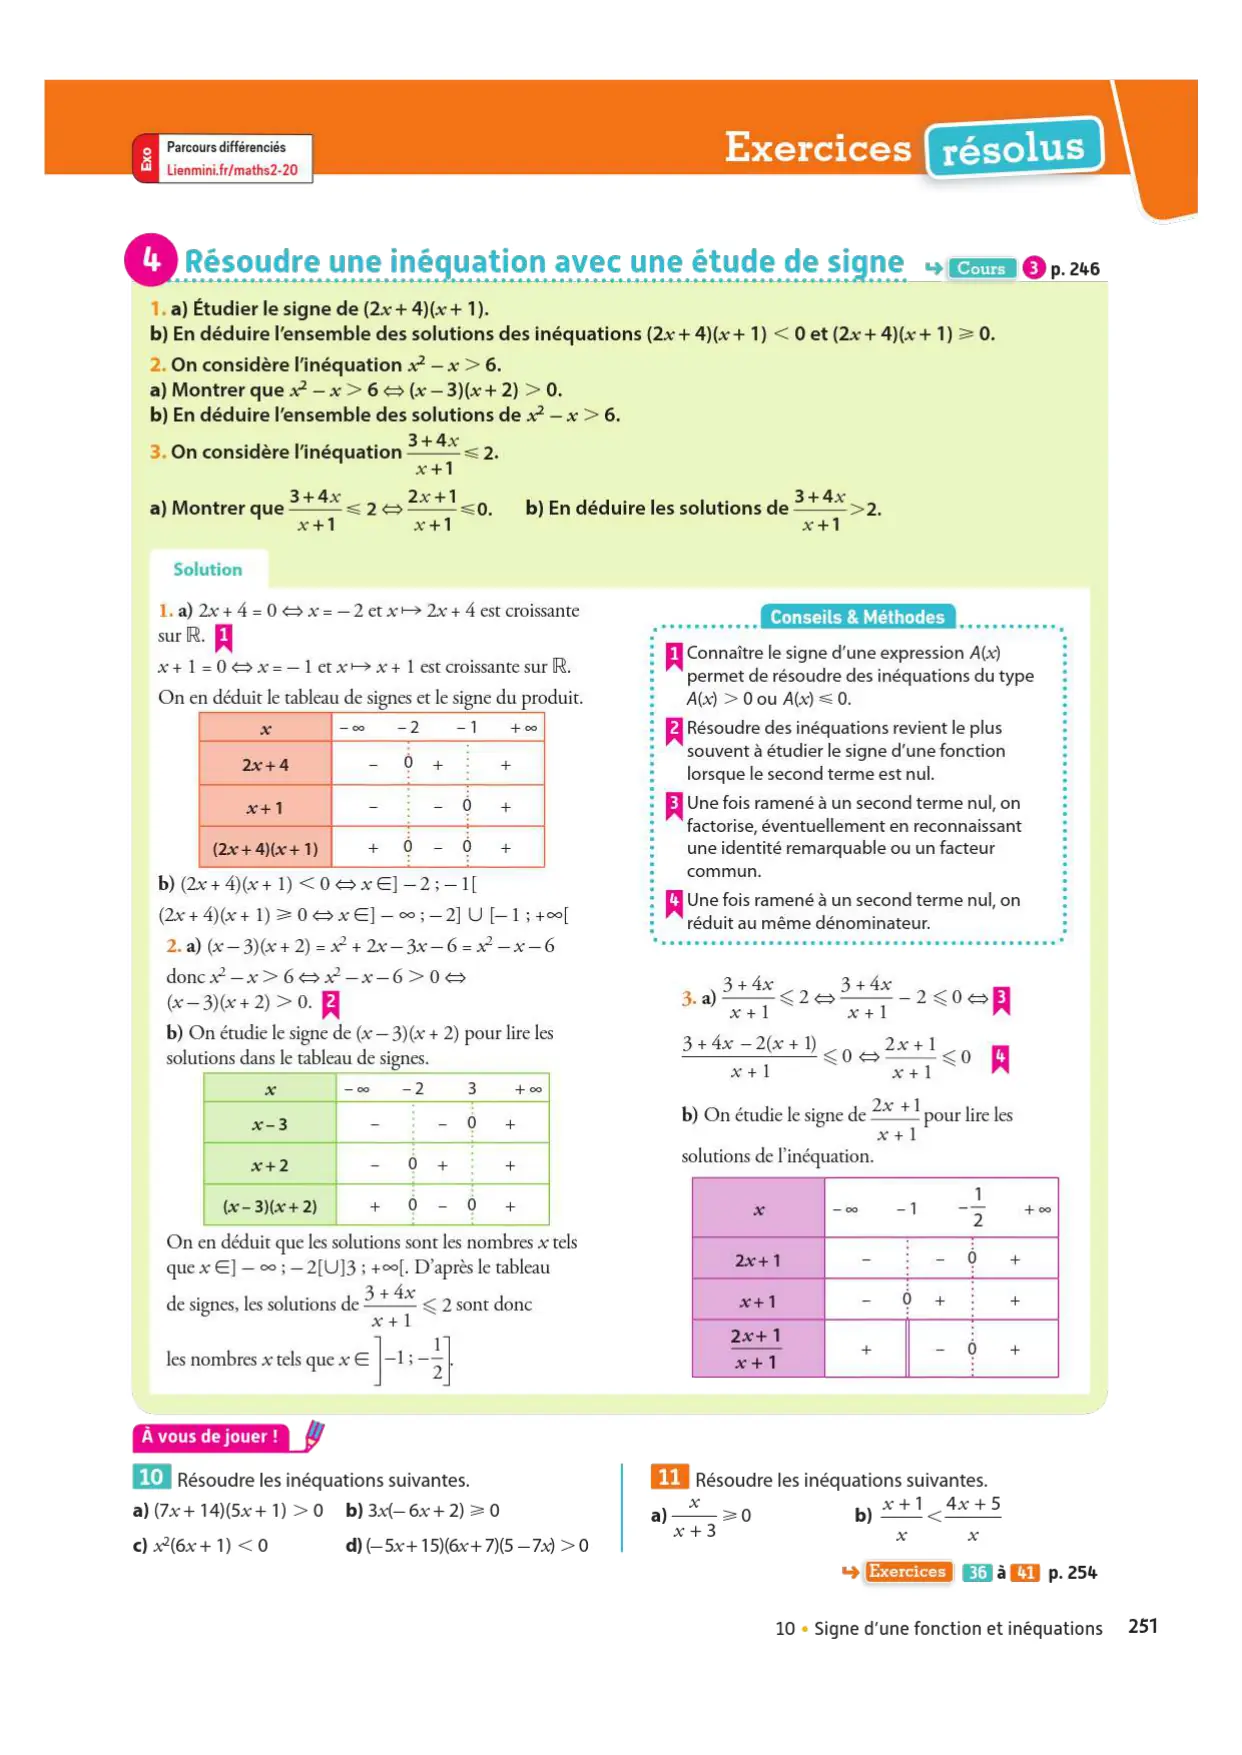 Exo
Parcours différenciés
Lienmini.fr/maths2-20
Exercices résolus
4 Résoudre une inéquation avec une étude de signe
Cours 3 p. 246
1. a) Étudier le signe de (2x + 4)(x + 1).
b) En déduire l'ensemble des solutions des inéquations (2x + 4)(x + 1) < 0 et (2x + 4)(x + 1) ⩾ 0.
2. On considère l'inéquation x² – x > 6.
a) Montrer que x² – x > 6 ⇔ (x – 3)(x + 2) > 0.
b) En déduire l'ensemble des solutions de x² – x > 6.
3. On considère l'inéquation (3 + 4x)/(x + 1) ⩽ 2.
a) Montrer que (3 + 4x)/(x + 1) ⩽ 2 ⇔ (2x + 1)/(x + 1) ⩽ 0. b) En déduire les solutions de (3 + 4x)/(x + 1) > 2.
Solution
1. a) 2x + 4 = 0 ⇔ x = – 2 et x ↦ 2x + 4 est croissante
sur ℝ. 1
x + 1 = 0 ⇔ x = – 1 et x ↦ x + 1 est croissante sur ℝ.
On en déduit le tableau de signes et le signe du produit.
x – ∞ – 2 – 1 + ∞
2x + 4 – 0 + +
x + 1 – – 0 +
(2x + 4)(x + 1) + 0 – 0 +
b) (2x + 4)(x + 1) < 0 ⇔ x ∈] – 2 ; – 1[
(2x + 4)(x + 1) ⩾ 0 ⇔ x ∈] – ∞ ; – 2] ∪ [– 1 ; +∞[
2. a) (x – 3)(x + 2) = x² + 2x – 3x – 6 = x² – x – 6
donc x² – x > 6 ⇔ x² – x – 6 > 0 ⇔
(x – 3)(x + 2) > 0. 2
b) On étudie le signe de (x – 3)(x + 2) pour lire les
solutions dans le tableau de signes.
x – ∞ – 2 3 + ∞
x – 3 – – 0 +
x + 2 – 0 + +
(x – 3)(x + 2) + 0 – 0 +
On en déduit que les solutions sont les nombres x tels
que x ∈] – ∞ ; – 2[∪]3 ; +∞[. D'après le tableau
de signes, les solutions de (3 + 4x)/(x + 1) ⩽ 2 sont donc
les nombres x tels que x ∈ ]–1 ; –1/2].
Conseils & Méthodes
1 Connaître le signe d'une expression A(x)
permet de résoudre des inéquations du type
A(x) > 0 ou A(x) ⩽ 0.
2 Résoudre des inéquations revient le plus
souvent à étudier le signe d'une fonction
lorsque le second terme est nul.
3 Une fois ramené à un second terme nul, on
factorise, éventuellement en reconnaissant
une identité remarquable ou un facteur
commun.
4 Une fois ramené à un second terme nul, on
réduit au même dénominateur.
3. a) (3 + 4x)/(x + 1) ⩽ 2 ⇔ (3 + 4x)/(x + 1) – 2 ⩽ 0 ⇔ 3
(3 + 4x – 2(x + 1))/(x + 1) ⩽ 0 ⇔ (2x + 1)/(x + 1) ⩽ 0 4
b) On étudie le signe de (2x + 1)/(x + 1) pour lire les
solutions de l'inéquation.
x – ∞ – 1 –1/2 + ∞
2x + 1 – – 0 +
x + 1 – 0 + +
(2x + 1)/(x + 1) + – 0 +
À vous de jouer !
10 Résoudre les inéquations suivantes.
a) (7x + 14)(5x + 1) > 0 b) 3x(– 6x + 2) ⩾ 0
c) x²(6x + 1) < 0 d) (– 5x + 15)(6x + 7)(5 – 7x) > 0
11 Résoudre les inéquations suivantes.
a) x/(x + 3) ⩾ 0 b) (x + 1)/x < (4x + 5)/x
Exercices 36 à 41 p. 254
10 • Signe d'une fonction et inéquations 251